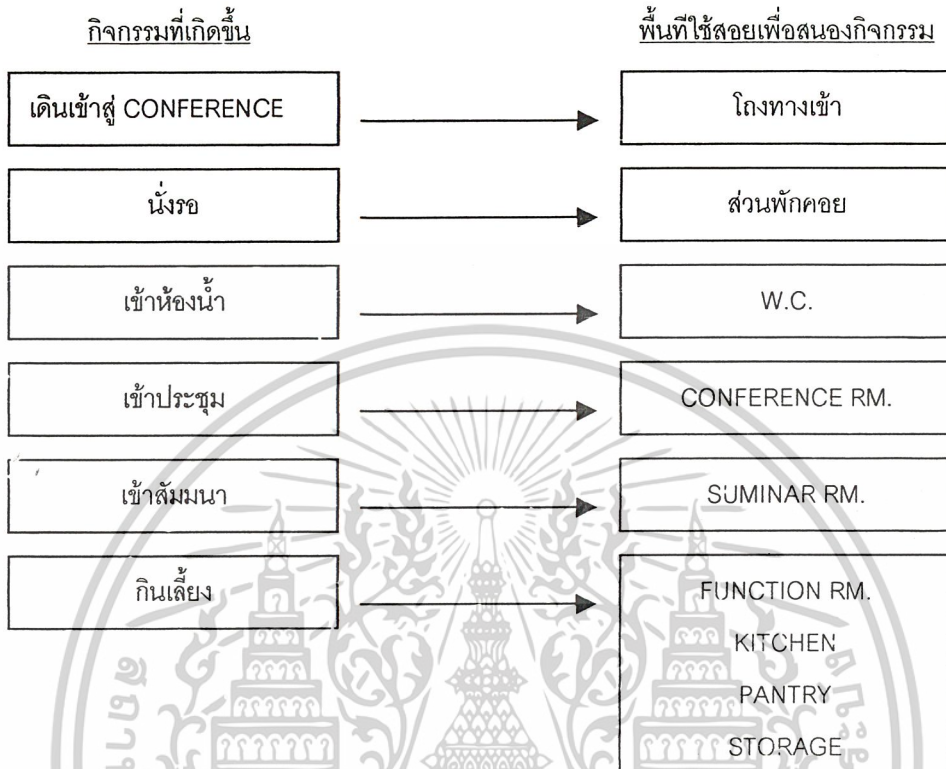 กิจกรรมที่เกิดขึ้น
พื้นที่ใช้สอยเพื่อสนองกิจกรรม
เดินเข้าสู่ CONFERENCE
โถงทางเข้า
นั่งรอ
ส่วนพักคอย
เข้าห้องน้ำ
W.C.
เข้าประชุม
CONFERENCE RM.
เข้าสัมมนา
SUMINAR RM.
กินเลี้ยง
FUNCTION RM.
KITCHEN
PANTRY
STORAGE